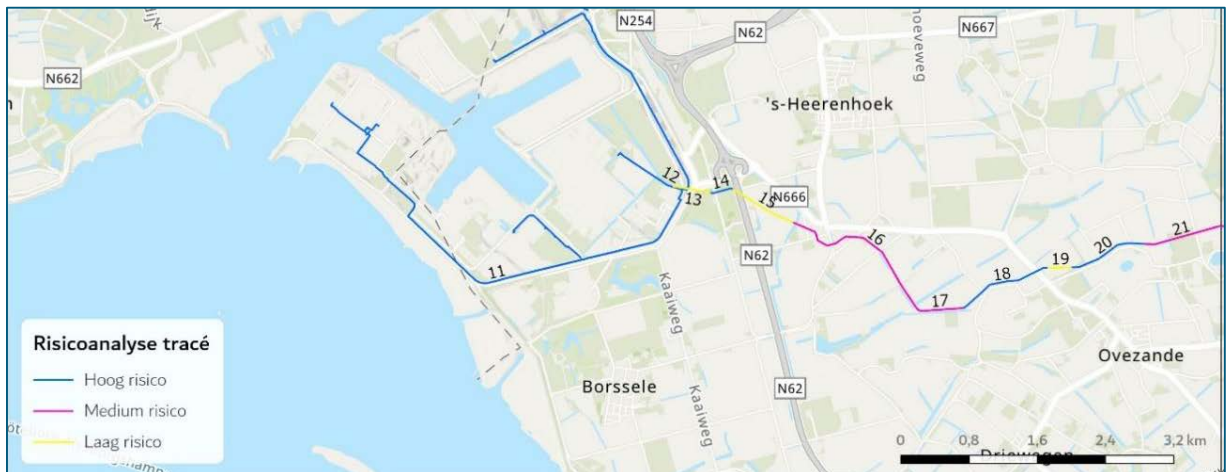 N254
N62
N667
N662
's-Heerenhoek
hoeveweg
12
13
14
15
N666
16
21
20
19
18
17
11
N62
Kaaiweg
Risicoanalyse tracé
Hoog risico
Medium risico
Laag risico
Borssele
Kaaiweg
N62
Ovezande
0 0,8 1,6 2,4 3,2 km